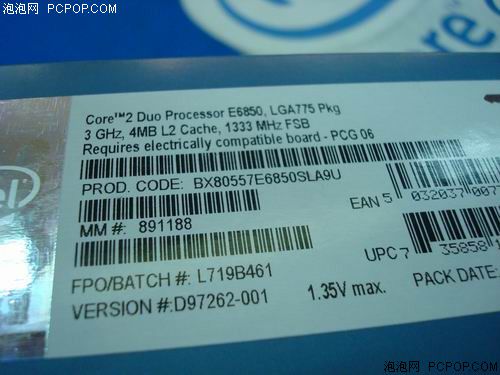 泡泡网 PCPOP.COM
Core™2 Duo Processor E6850, LGA775 Pkg
3 GHz, 4MB L2 Cache, 1333 MHz FSB
Requires electrically compatible board - PCG 06
PROD. CODE: BX80557E6850SLA9U
EAN 5 032037 007
MM #: 891188
UPC 7 35858
FPO/BATCH #: L719B461
PACK DATE:
VERSION #:D97262-001
1.35V max.
泡泡网 PCPOP.COM